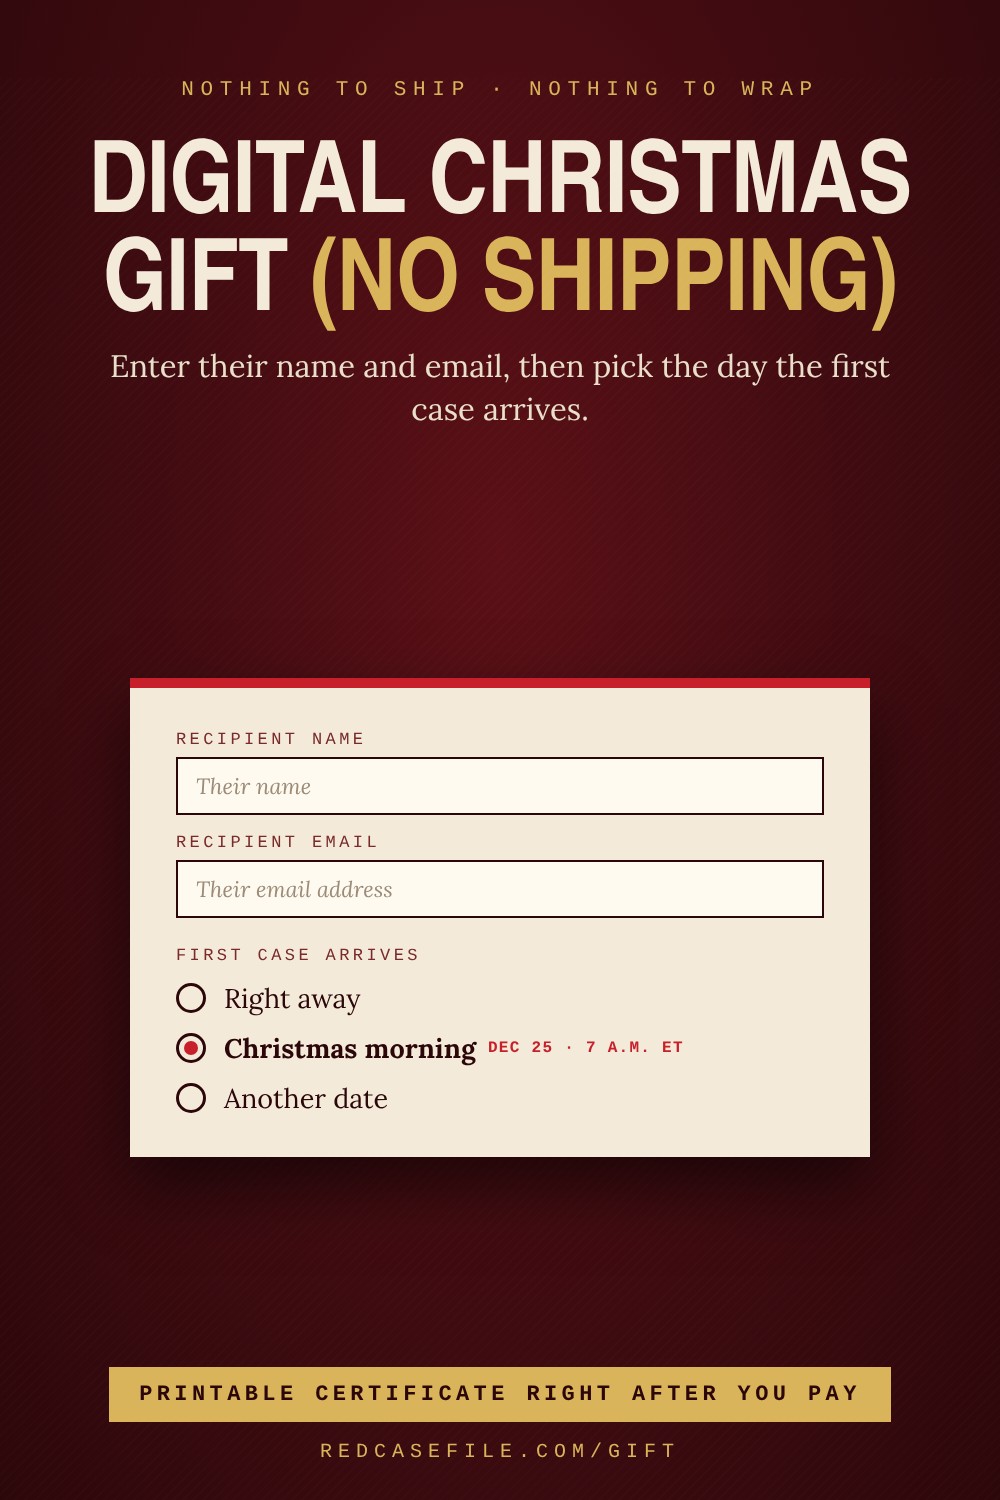 NOTHING TO SHIP · NOTHING TO WRAP
DIGITAL CHRISTMAS
GIFT (NO SHIPPING)
Enter their name and email, then pick the day the first
case arrives.
RECIPIENT NAME
Their name
RECIPIENT EMAIL
Their email address
FIRST CASE ARRIVES
Right away
Christmas morning DEC 25 · 7 A.M. ET
Another date
PRINTABLE CERTIFICATE RIGHT AFTER YOU PAY
REDCASEFILE.COM/GIFT